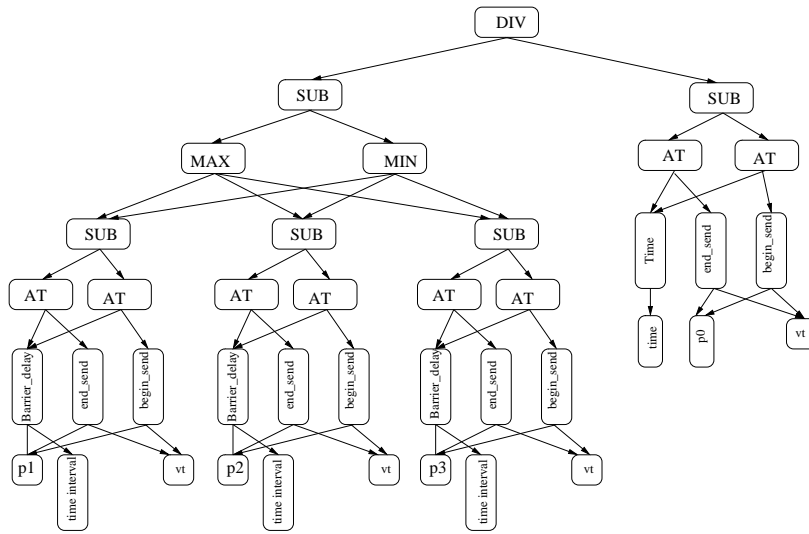 DIV
SUB
SUB
MAX
MIN
AT
AT
SUB
SUB
SUB
Time
end_send
begin_send
AT
AT
AT
AT
AT
AT
time
p0
vt
Barrier_delay
end_send
begin_send
Barrier_delay
end_send
begin_send
Barrier_delay
end_send
begin_send
p1
time interval
vt
p2
time interval
vt
p3
time interval
vt